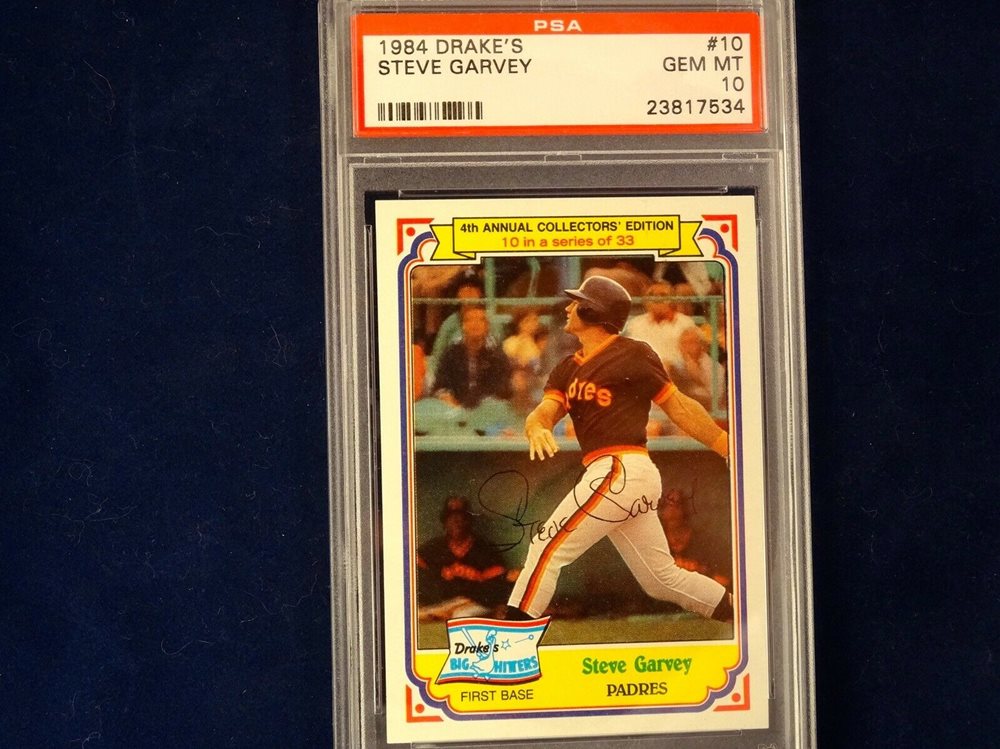 PSA
1984 DRAKE'S #10
STEVE GARVEY GEM MT
10
23817534
4th ANNUAL COLLECTORS' EDITION
10 in a series of 33
dres
Steve Garvey
Drake's
BIG HITTERS
Steve Garvey
FIRST BASE
PADRES